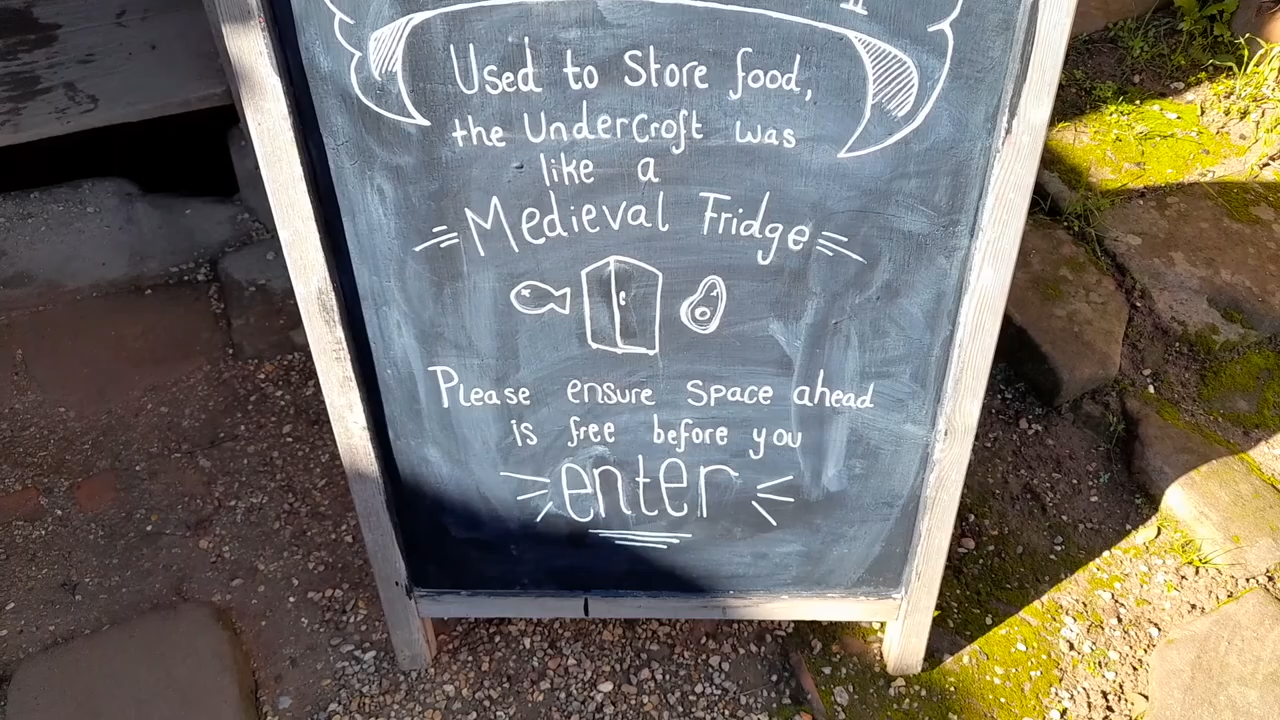 Used to Store food,
the Undercroft was
like a
Medieval Fridge
Please ensure space ahead
is free before you
enter